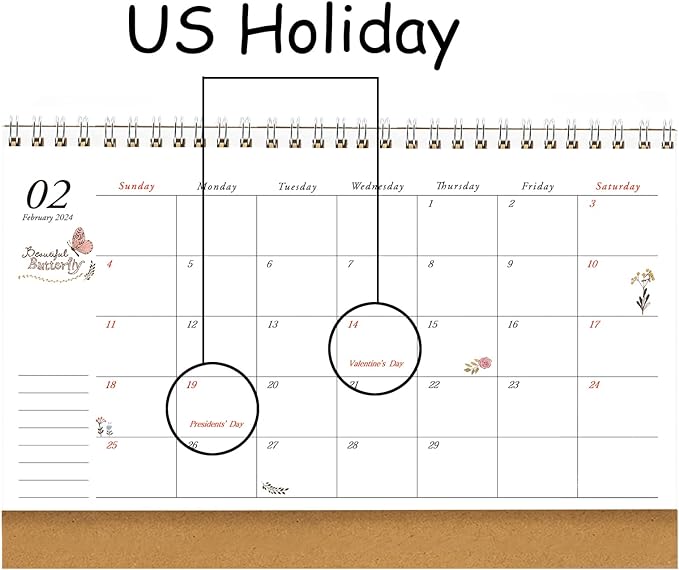 US Holiday
02
February 2024
Beautiful
Butterfly
Sunday Monday Tuesday Wednesday Thursday Friday Saturday
1 2 3
4 5 6 7 8 9 10
11 12 13 14 15 16 17
Valentine's Day
18 19 20 21 22 23 24
Presidents' Day
25 26 27 28 29